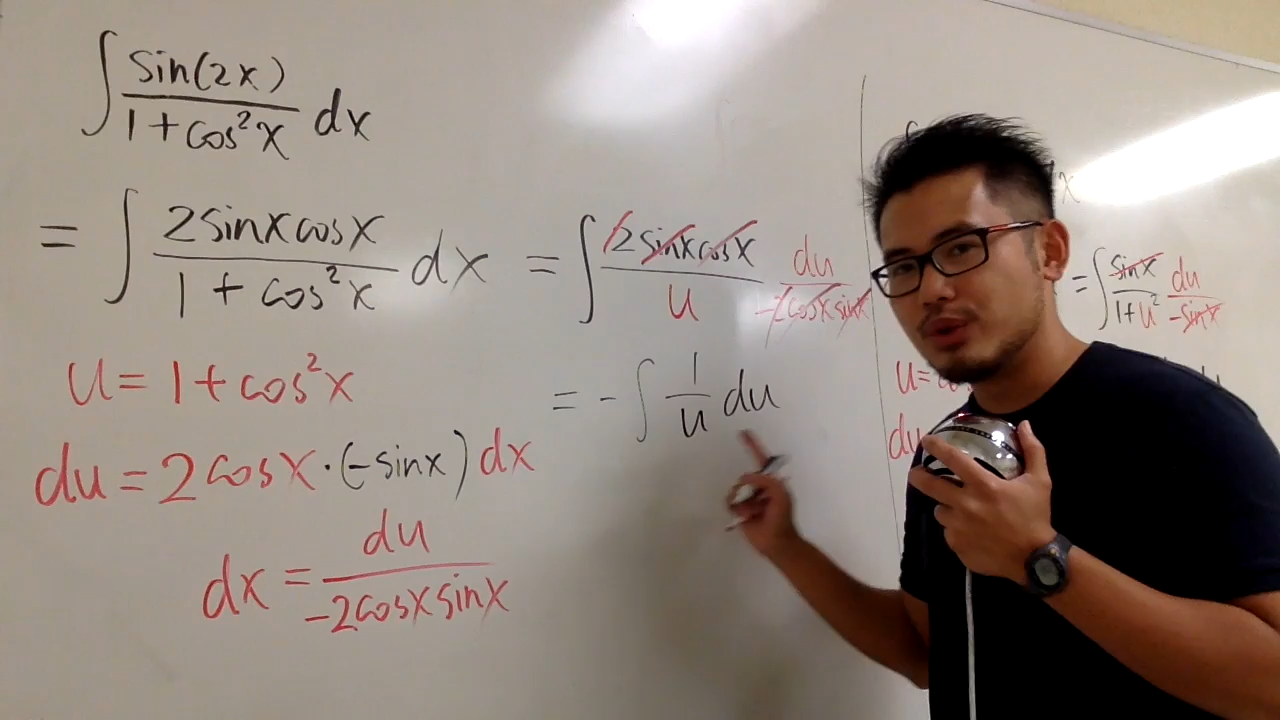 ∫ sin(2x)/(1+cos²x) dx
= ∫ 2sinxcosx/(1+cos²x) dx = ∫ 2sinxcosx/u du/(-2cosxsinx)
u = 1+cos²x
= -∫ 1/u du
du = 2cosx·(-sinx)dx
dx = du/(-2cosxsinx)
= ∫ sinx/(1+u²) du/(-sinx)
u=
du